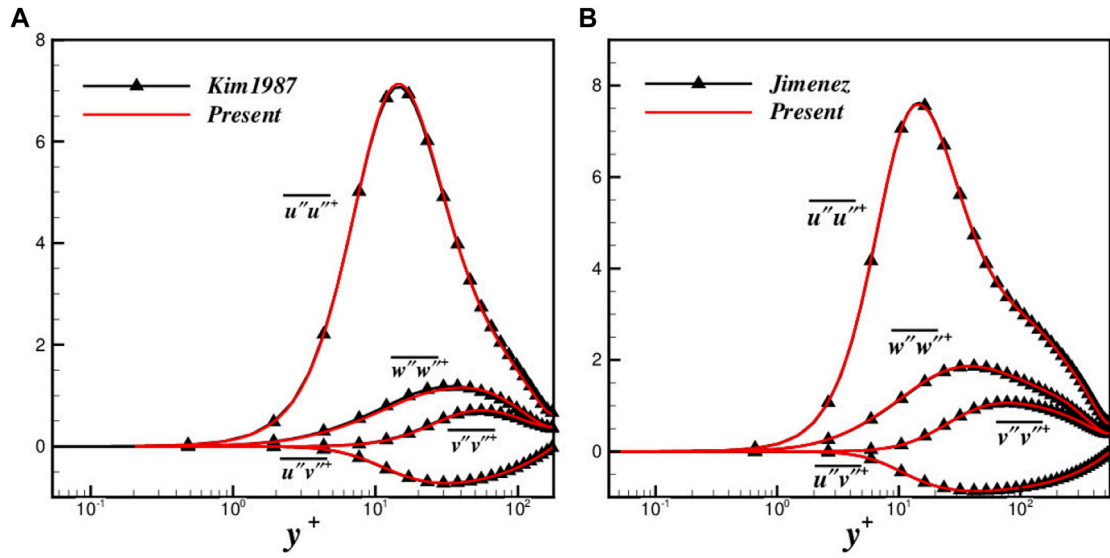 A
8
6
4
2
0
Kim1987
Present
u″u″⁺
w″w″⁺
v″v″⁺
u″v″⁺
10⁻¹
10⁰
10¹
10²
y⁺
B
8
6
4
2
0
Jimenez
Present
u″u″⁺
w″w″⁺
v″v″⁺
u″v″⁺
10⁻¹
10⁰
10¹
10²
y⁺